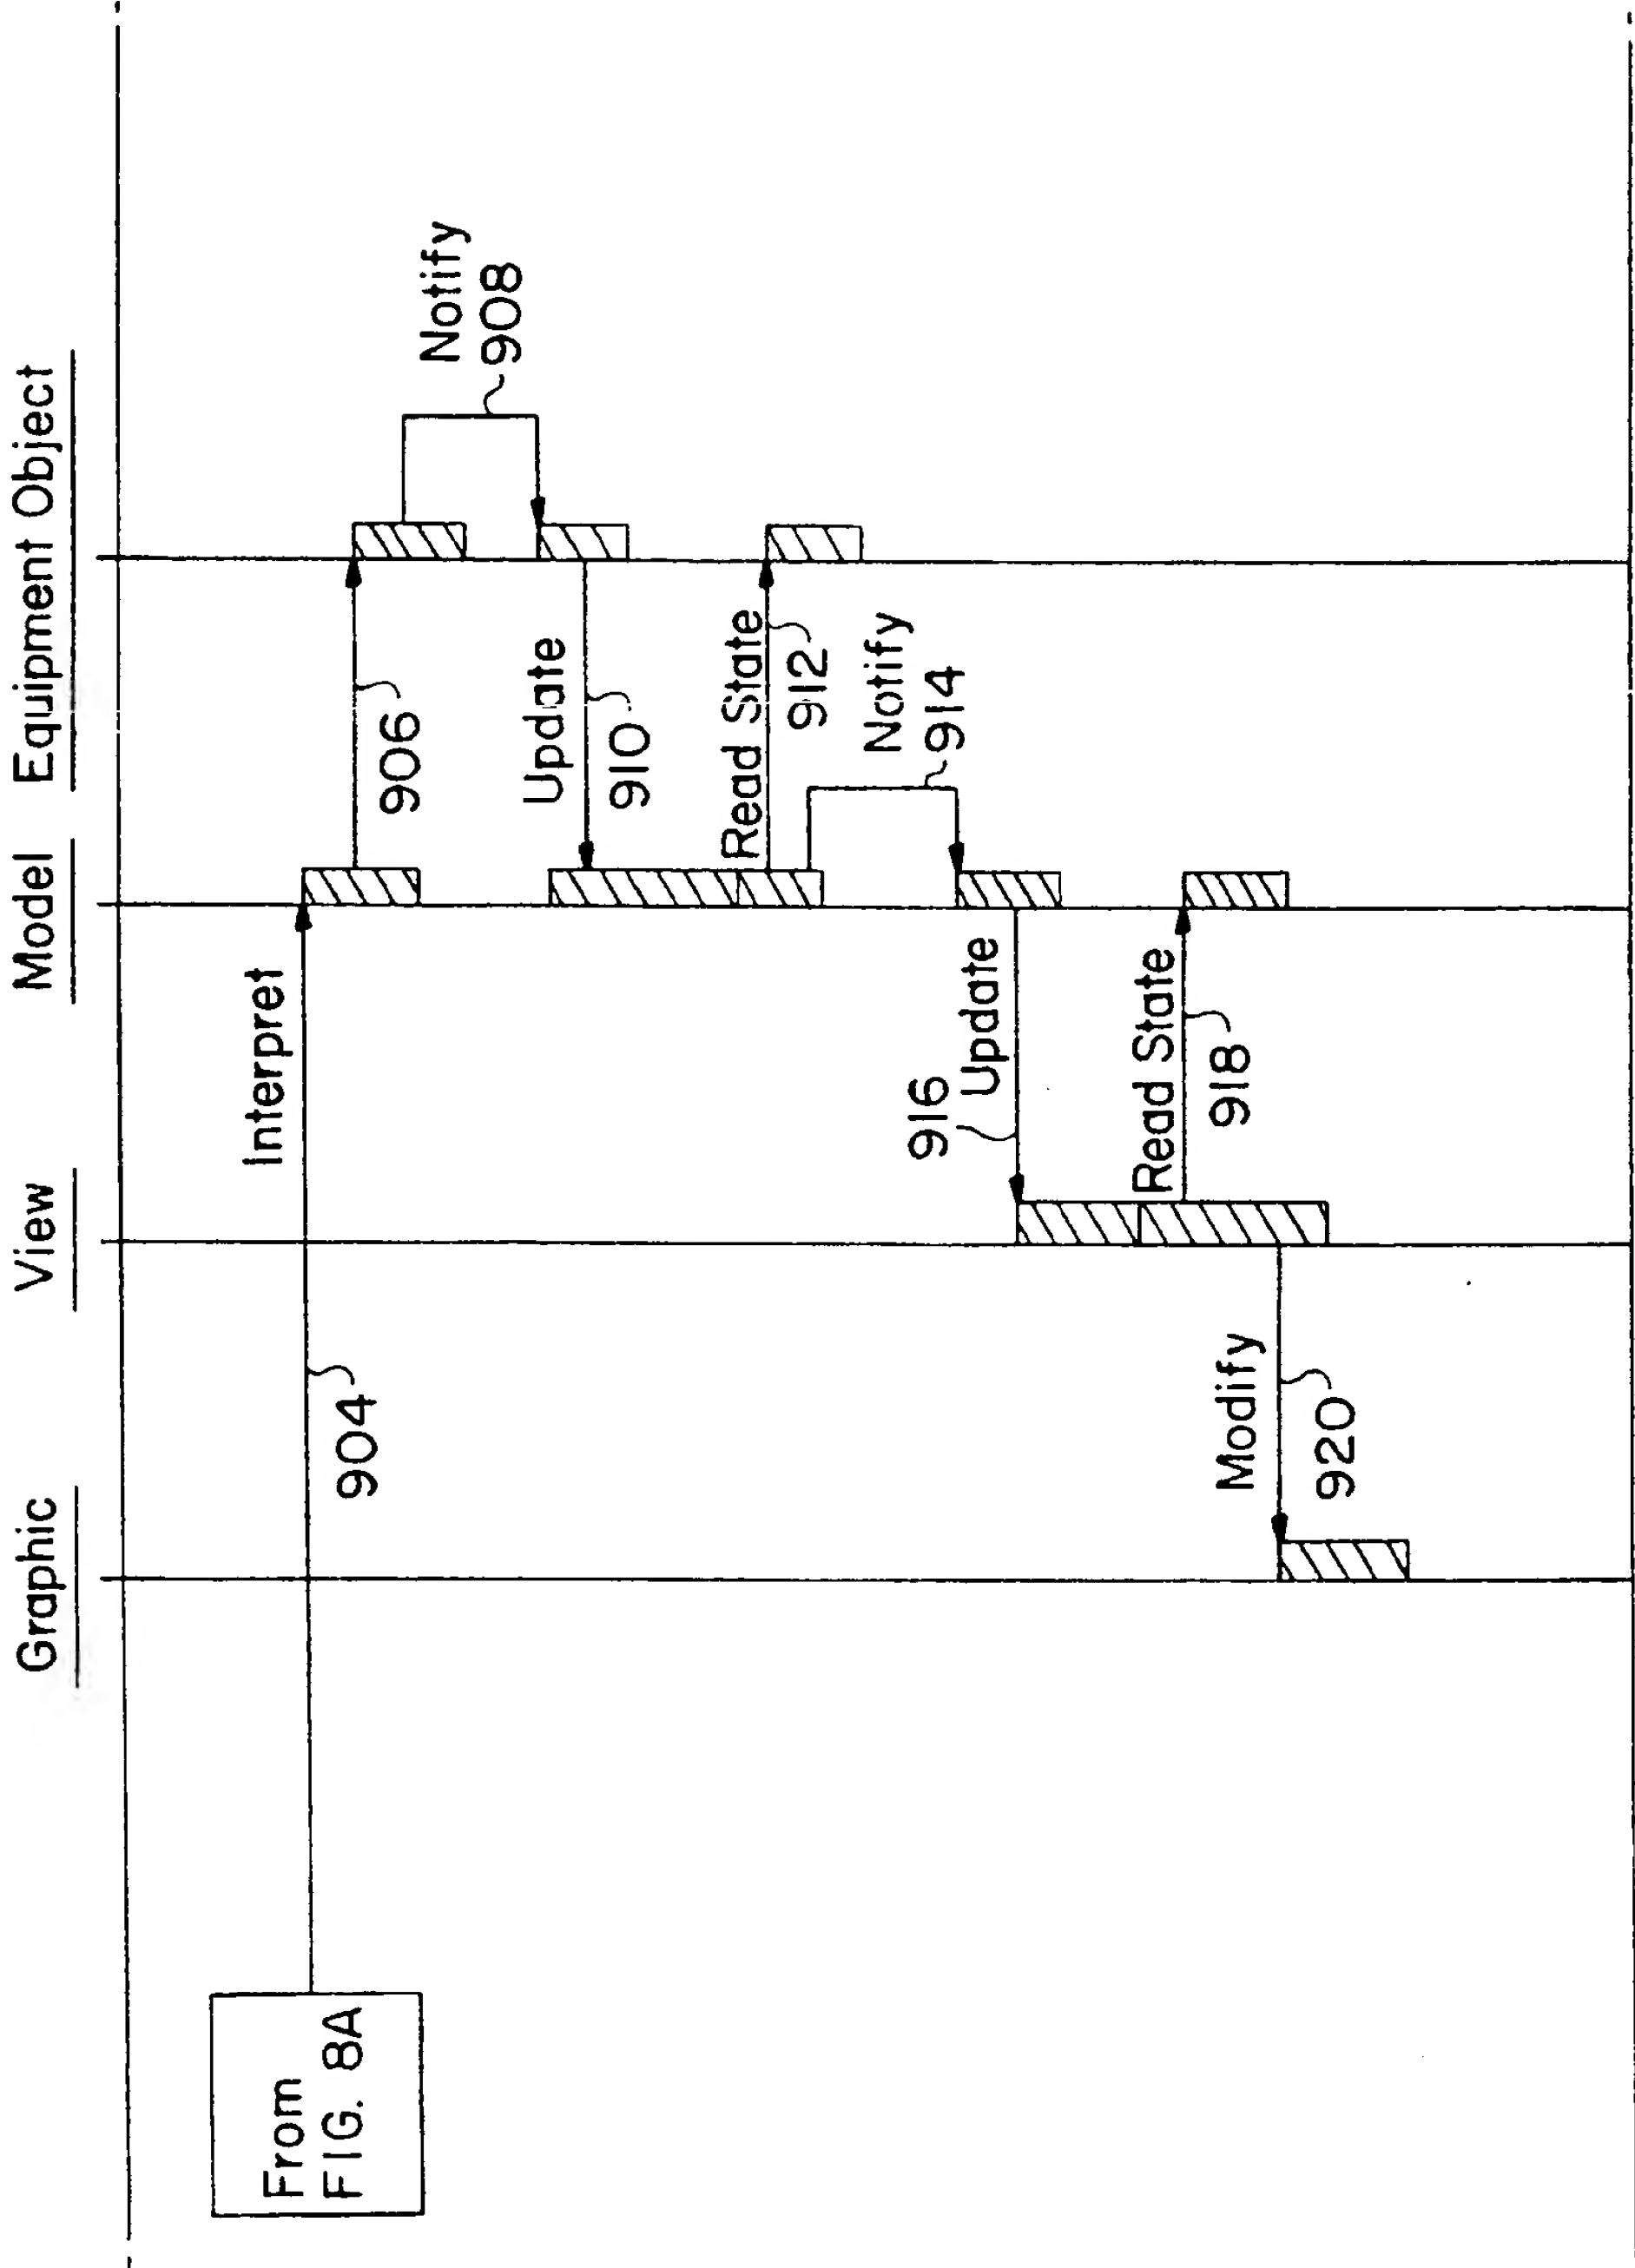 Graphic
View
Model
Equipment Object
From
FIG. 8A
904
Interpret
906
Notify
908
Update
910
Read State
912
Notify
914
916
Update
Read State
918
Modify
920